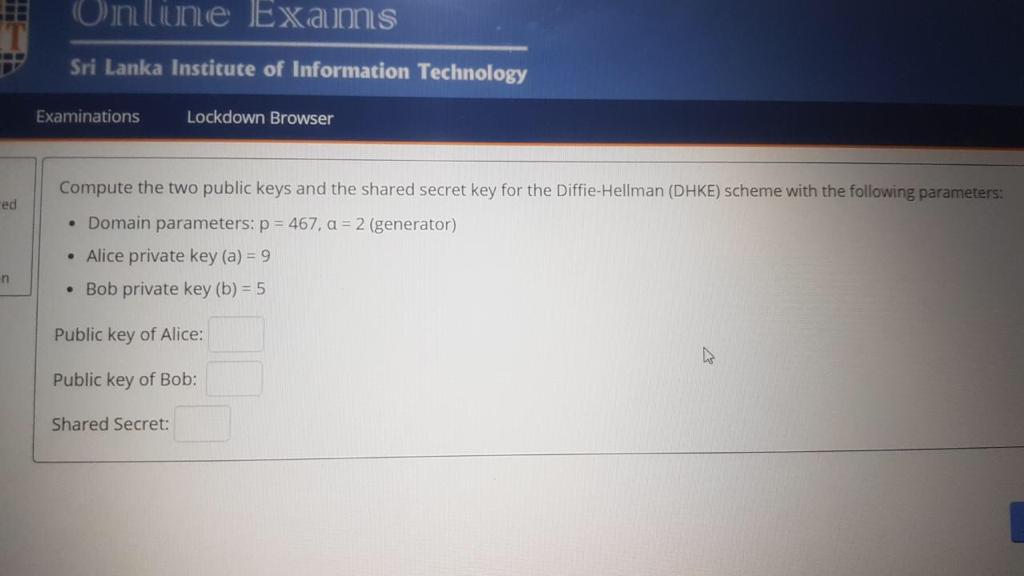 Online Exams
IT
Sri Lanka Institute of Information Technology
Examinations Lockdown Browser
Compute the two public keys and the shared secret key for the Diffie-Hellman (DHKE) scheme with the following parameters:
• Domain parameters: p = 467, α = 2 (generator)
• Alice private key (a) = 9
• Bob private key (b) = 5
Public key of Alice:
Public key of Bob:
Shared Secret: